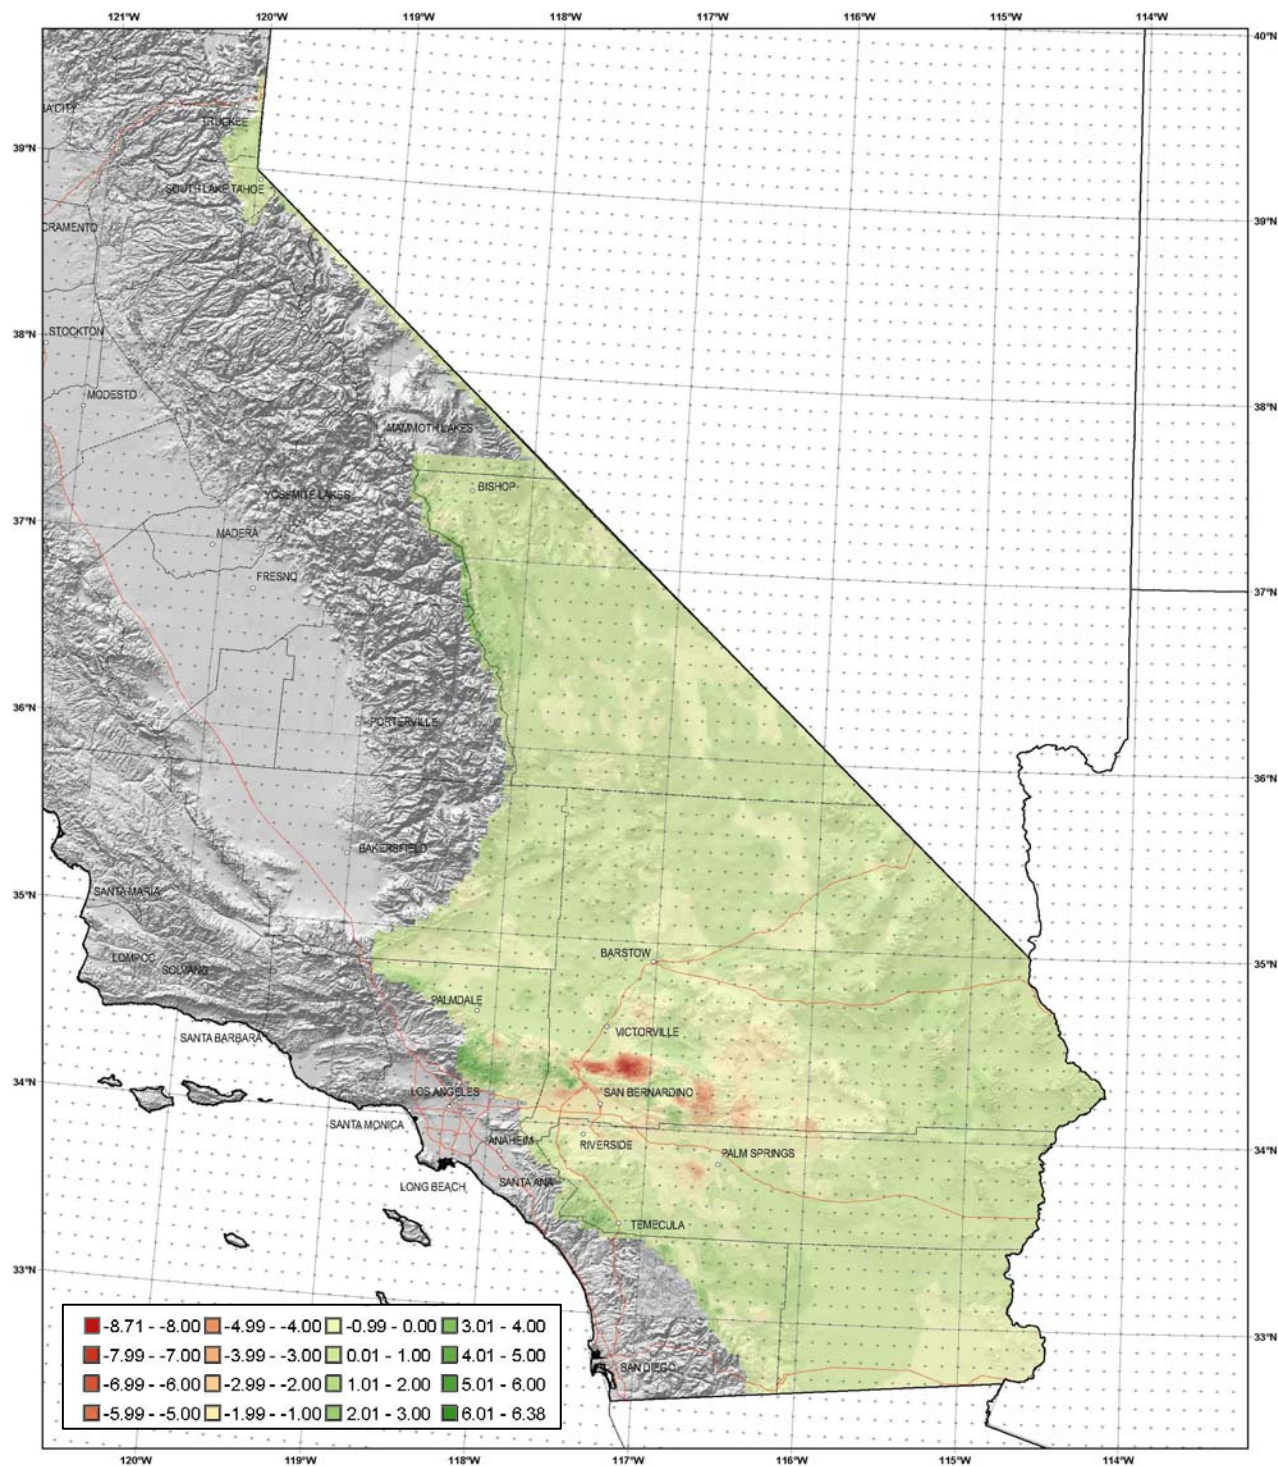 121°W 120°W 119°W 118°W 117°W 116°W 115°W 114°W
40°N
TRUCKEE
39°N
SOUTH LAKE TAHOE
39°N
STOCKTON
38°N
MODESTO
38°N
MAMMOTH LAKES
BISHOP
YOSEMITE LAKES
37°N
MADERA
FRESNO
37°N
36°N
PORTERVILLE
36°N
BAKERSFIELD
35°N
SANTA MARIA
BARSTOW
LOMPOC
35°N
SOLVANG
PALMDALE
VICTORVILLE
SANTA BARBARA
34°N
LOS ANGELES
SAN BERNARDINO
SANTA MONICA
ANAHEIM
RIVERSIDE
34°N
PALM SPRINGS
LONG BEACH
SANTA ANA
TEMECULA
33°N
-8.71 - -8.00 -4.99 - -4.00 -0.99 - 0.00 3.01 - 4.00
33°N
-7.99 - -7.00 -3.99 - -3.00 0.01 - 1.00 4.01 - 5.00
SAN DIEGO
-6.99 - -6.00 -2.99 - -2.00 1.01 - 2.00 5.01 - 6.00
-5.99 - -5.00 -1.99 - -1.00 2.01 - 3.00 6.01 - 6.38
120°W 119°W 118°W 117°W 116°W 115°W 114°W